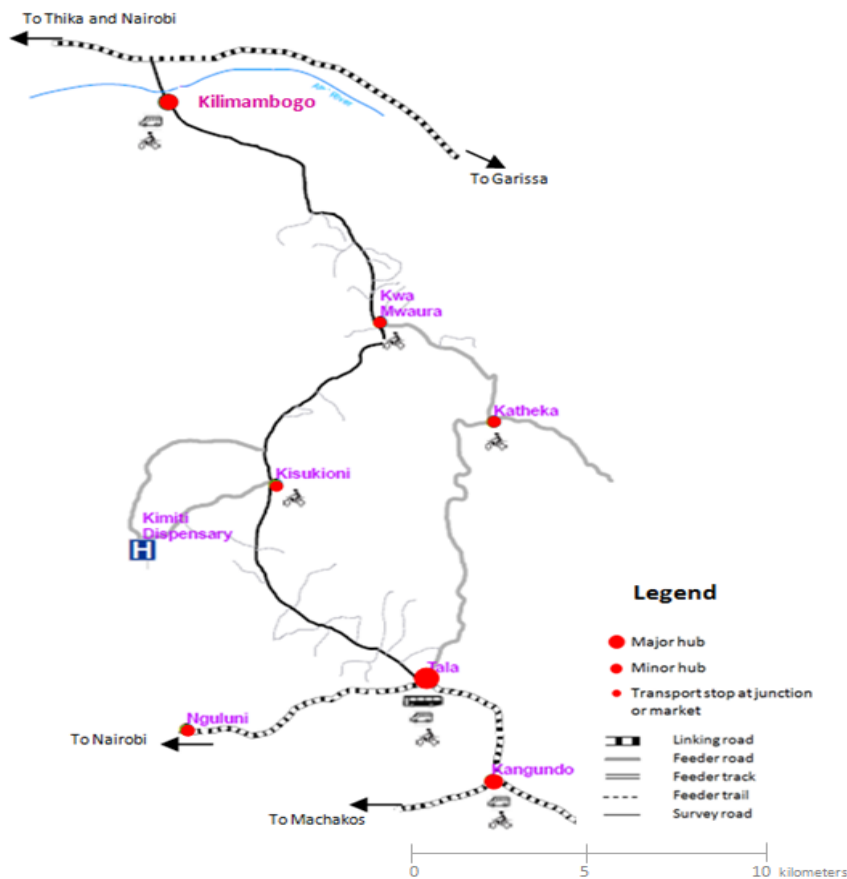 To Thika and Nairobi
Kilimambogo
River
To Garissa
Kwa
Mwaura
Katheka
Kisukioni
Kimiti
Dispensary
H
Legend
Major hub
Minor hub
Transport stop at junction
or market
Tala
Nguluni
To Nairobi
Linking road
Feeder road
Feeder track
Feeder trail
Survey road
Kangundo
To Machakos
0 5 10 kilometers